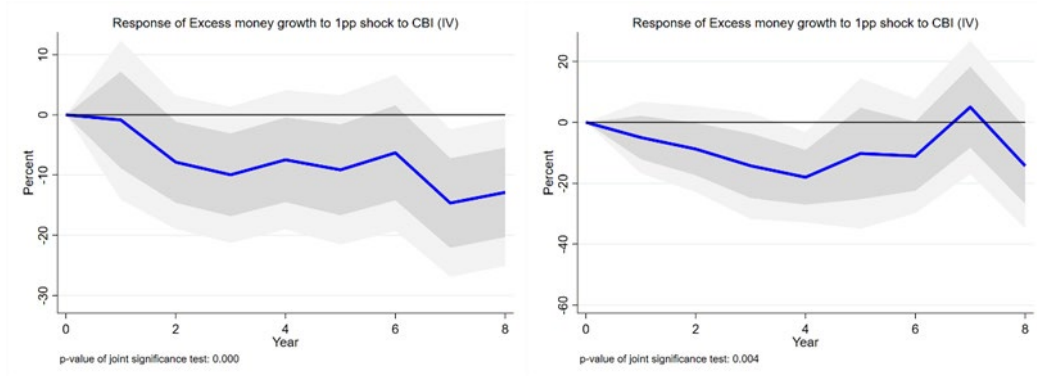 Response of Excess money growth to 1pp shock to CBI (IV)
10
0
-10
-20
-30
Percent
0 2 4 6 8
Year
p-value of joint significance test: 0.000
Response of Excess money growth to 1pp shock to CBI (IV)
20
0
-20
-40
-60
Percent
0 2 4 6 8
Year
p-value of joint significance test: 0.004